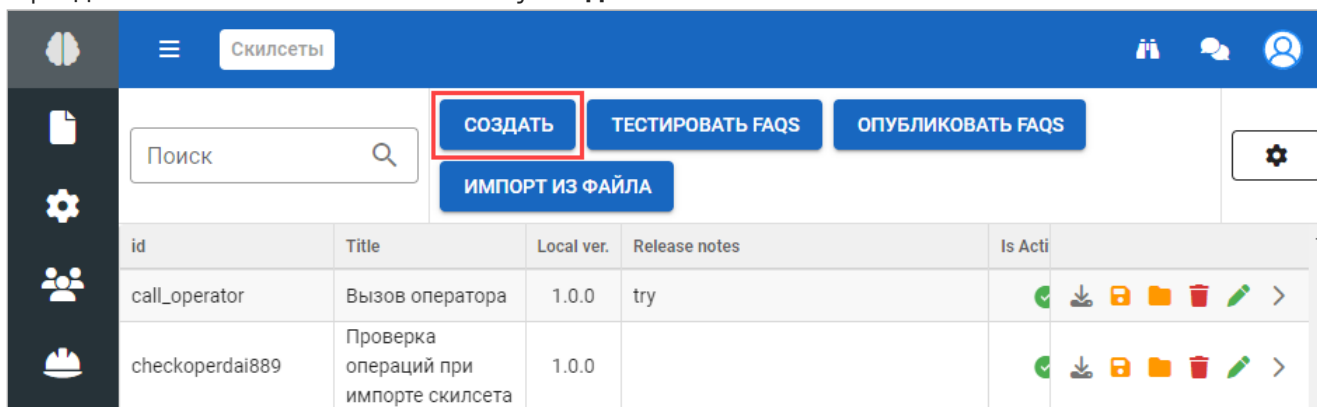 Скилсеты
СОЗДАТЬ
ТЕСТИРОВАТЬ FAQS
ОПУБЛИКОВАТЬ FAQS
Поиск
ИМПОРТ ИЗ ФАЙЛА
id Title Local ver. Release notes Is Acti
call_operator Вызов оператора 1.0.0 try
Проверка
checkoperdai889 операций при 1.0.0
импорте скилсета